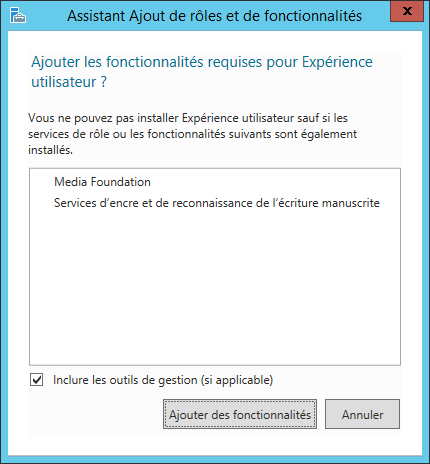 Assistant Ajout de rôles et de fonctionnalités
x
Ajouter les fonctionnalités requises pour Expérience
utilisateur ?
Vous ne pouvez pas installer Expérience utilisateur sauf si les
services de rôle ou les fonctionnalités suivants sont également
installés.
Media Foundation
Services d'encre et de reconnaissance de l'écriture manuscrite
Inclure les outils de gestion (si applicable)
Ajouter des fonctionnalités
Annuler